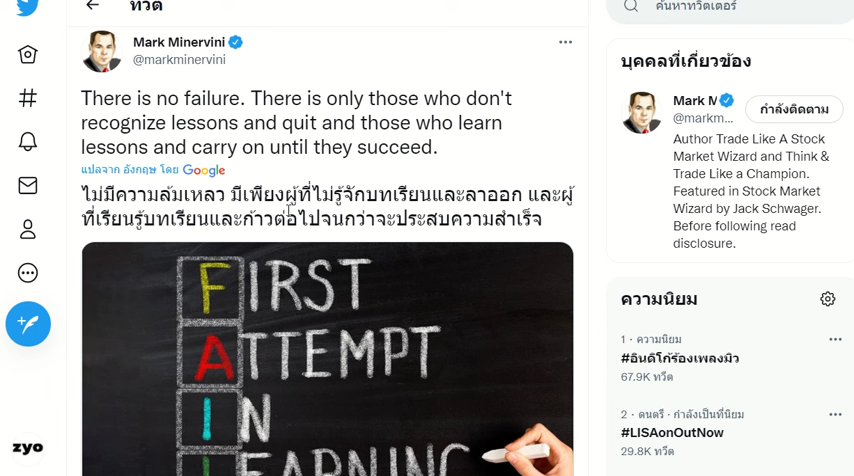 ทวีต
Mark Minervini
@markminervini
There is no failure. There is only those who don't
recognize lessons and quit and those who learn
lessons and carry on until they succeed.
แปลจาก อังกฤษ โดย Google
ไม่มีความล้มเหลว มีเพียงผู้ที่ไม่รู้จักบทเรียนและลาออก และผู้
ที่เรียนรู้บทเรียนและก้าวต่อไปจนกว่าจะประสบความสำเร็จ
FIRST
ATTEMPT
IN
LEARNING
zyo
ค้นหาทวิตเตอร์
บุคคลที่เกี่ยวข้อง
Mark M
@markm...
กำลังติดตาม
Author Trade Like A Stock
Market Wizard and Think &
Trade Like a Champion.
Featured in Stock Market
Wizard by Jack Schwager.
Before following read
disclosure.
ความนิยม
1 · ความนิยม
#อินดิโก้ร้องเพลงมิว
67.9K ทวีต
2 · ดนตรี · กำลังเป็นที่นิยม
#LISAonOutNow
29.8K ทวีต